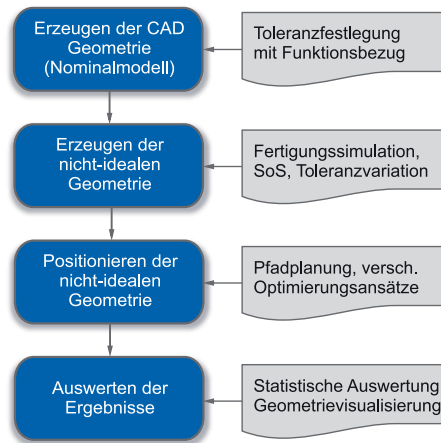 Erzeugen der CAD
Geometrie
(Nominalmodell)
Toleranzfestlegung
mit Funktionsbezug
Erzeugen der
nicht-idealen
Geometrie
Fertigungssimulation,
SoS, Toleranzvariation
Positionieren der
nicht-idealen
Geometrie
Pfadplanung, versch.
Optimierungsansätze
Auswerten der
Ergebnisse
Statistische Auswertung
Geometrievisualisierung